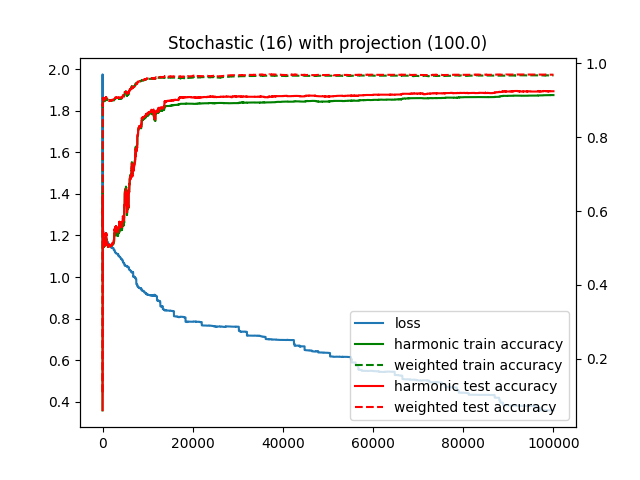 Stochastic (16) with projection (100.0)
2.0
1.8
1.6
1.4
1.2
1.0
0.8
0.6
0.4
1.0
0.8
0.6
0.4
0.2
loss
harmonic train accuracy
weighted train accuracy
harmonic test accuracy
weighted test accuracy
0 20000 40000 60000 80000 100000